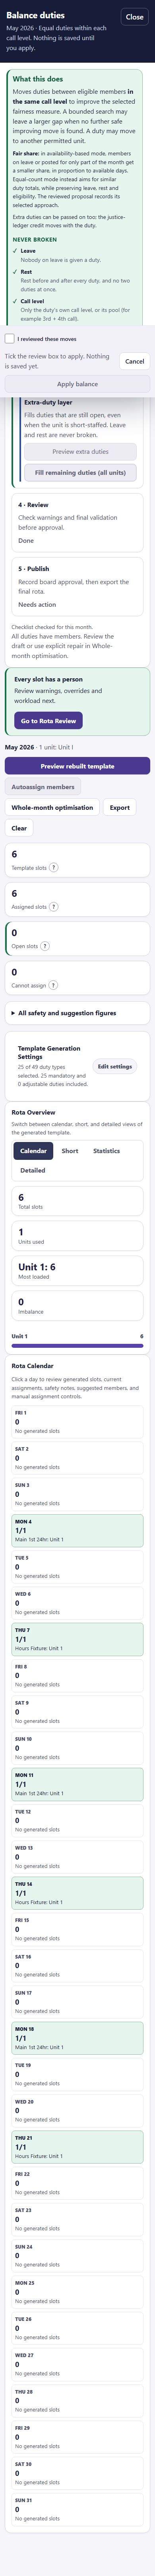 Balance duties
Close
May 2026 · Equal duties within each
call level. Nothing is saved until
you apply.
What this does
Moves duties between eligible members in
the same call level to improve the selected
fairness measure. A bounded search may
leave a larger gap even when no further safe
improving move is found. A duty may move
to another permitted unit.
Fair share: in availability-based mode, members
on leave or posted for only part of the month get
a smaller share, in proportion to available days.
Equal-count mode instead aims for similar
duty totals, while preserving leave, rest and
eligibility. The reviewed proposal records its
selected approach.
Extra duties can be passed on too: the justice-
ledger credit moves with the duty.
NEVER BROKEN
✓ Leave
Nobody on leave is given a duty.
✓ Rest
Rest before and after every duty, and no two
duties at once.
✓ Call level
Only the duty's own call level, or its pool (for
example 3rd + 4th call).
I reviewed these moves
Tick the review box to apply. Nothing
is saved yet.
Cancel
Apply balance
Extra-duty layer
Fills duties that are still open, even
when the unit is short-staffed. Leave
and rest are never broken.
Preview extra duties
Fill remaining duties (all units)
4 · Review
Check warnings and final validation
before approval.
Done
5 · Publish
Record board approval, then export the
final rota.
Needs action
Checklist checked for this month.
All duties have members. Review the
draft or use explicit repair in Whole-
month optimisation.
Every slot has a person
Review warnings, overrides and
workload next.
Go to Rota Review
May 2026 · 1 unit: Unit I
Preview rebuilt template
Autoassign members
Whole-month optimisation
Export
Clear
6
Template slots ?
6
Assigned slots ?
0
Open slots ?
0
Cannot assign ?
▶ All safety and suggestion figures
Template Generation
Settings
25 of 49 duty types
selected, 25 mandatory and
0 adjustable duties included.
Edit settings
Rota Overview
Switch between calendar, short, and detailed views of
the generated template.
Calendar
Short
Statistics
Detailed
6
Total slots
1
Units used
Unit 1: 6
Most loaded
0
Imbalance
Unit 1
6
Rota Calendar
Click a day to review generated slots, current
assignments, safety notes, suggested members, and
manual assignment controls.
FRI 1
0
No generated slots
SAT 2
0
No generated slots
SUN 3
0
No generated slots
MON 4
1/1
Main 1st 24hr: Unit 1
TUE 5
0
No generated slots
WED 6
0
No generated slots
THU 7
1/1
Hours Fixture: Unit 1
FRI 8
0
No generated slots
SAT 9
0
No generated slots
SUN 10
0
No generated slots
MON 11
1/1
Main 1st 24hr: Unit 1
TUE 12
0
No generated slots
WED 13
0
No generated slots
THU 14
1/1
Hours Fixture: Unit 1
FRI 15
0
No generated slots
SAT 16
0
No generated slots
SUN 17
0
No generated slots
MON 18
1/1
Main 1st 24hr: Unit 1
TUE 19
0
No generated slots
WED 20
0
No generated slots
THU 21
1/1
Hours Fixture: Unit 1
FRI 22
0
No generated slots
SAT 23
0
No generated slots
SUN 24
0
No generated slots
MON 25
0
No generated slots
TUE 26
0
No generated slots
WED 27
0
No generated slots
THU 28
0
No generated slots
FRI 29
0
No generated slots
SAT 30
0
No generated slots
SUN 31
0
No generated slots